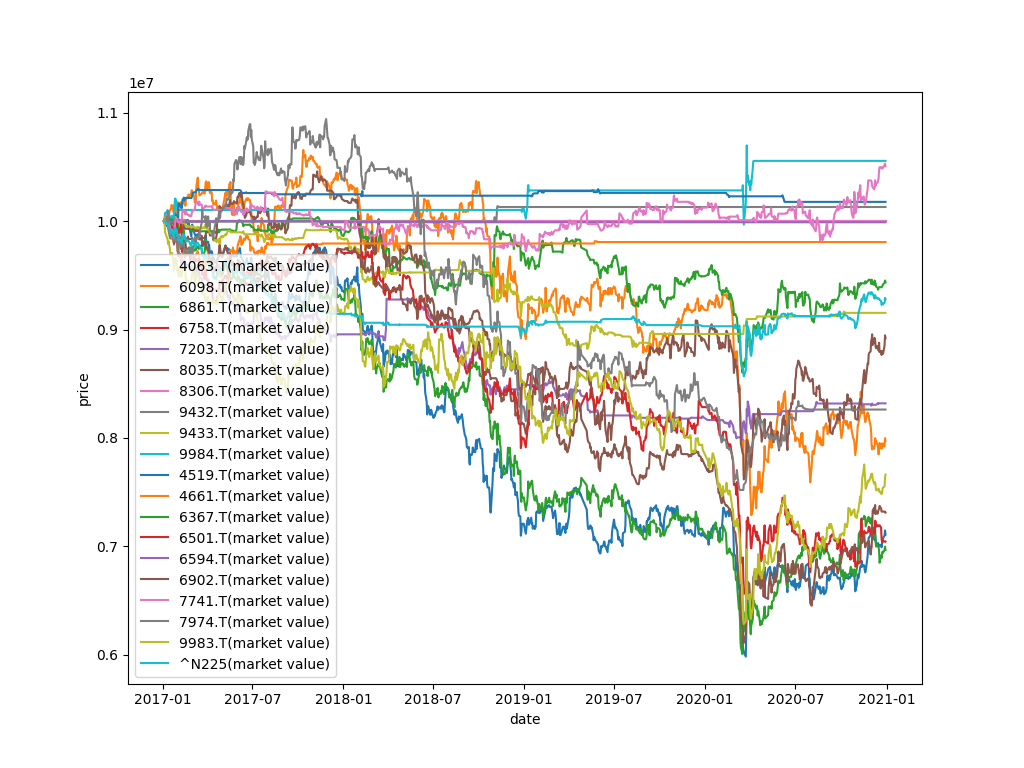 1e7
1.1
1.0
0.9
0.8
0.7
0.6
price
4063.T(market value)
6098.T(market value)
6861.T(market value)
6758.T(market value)
7203.T(market value)
8035.T(market value)
8306.T(market value)
9432.T(market value)
9433.T(market value)
9984.T(market value)
4519.T(market value)
4661.T(market value)
6367.T(market value)
6501.T(market value)
6594.T(market value)
6902.T(market value)
7741.T(market value)
7974.T(market value)
9983.T(market value)
^N225(market value)
2017-01 2017-07 2018-01 2018-07 2019-01 2019-07 2020-01 2020-07 2021-01
date